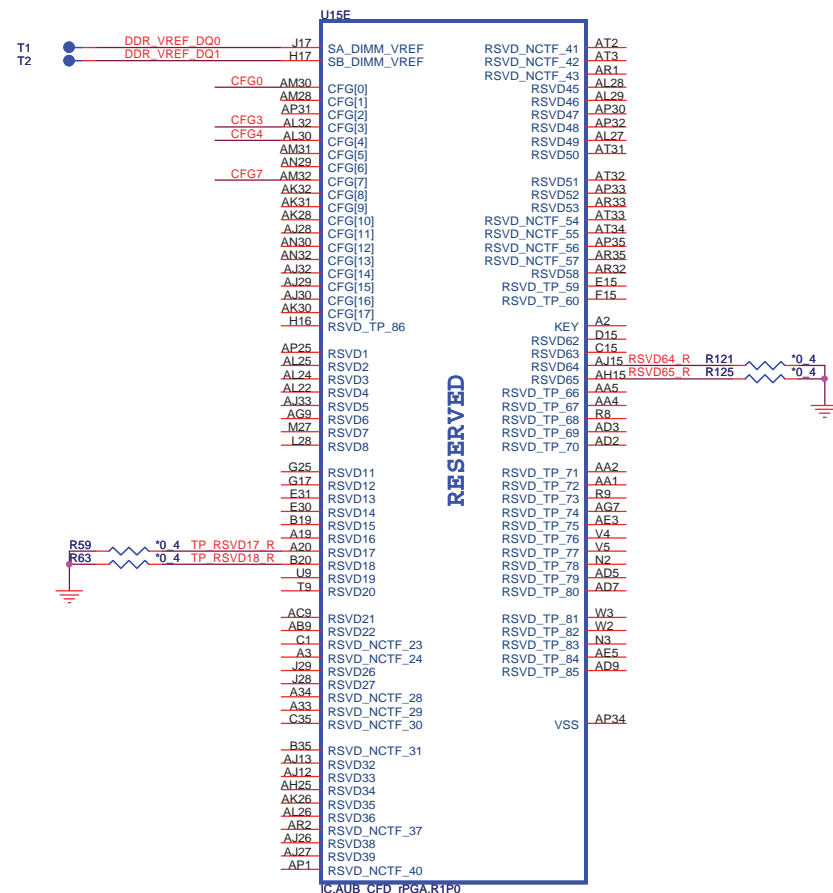 U15E
T1 DDR_VREF_DQ0 J17 SA_DIMM_VREF RSVD_NCTF_41 AT2
T2 DDR_VREF_DQ1 H17 SB_DIMM_VREF RSVD_NCTF_42 AT3
RSVD_NCTF_43 AR1
CFG0 AM30 CFG[0] RSVD45 AL28
AM28 CFG[1] RSVD46 AL29
AP31 CFG[2] RSVD47 AP30
CFG3 AL32 CFG[3] RSVD48 AP32
CFG4 AL30 CFG[4] RSVD49 AL27
AM31 CFG[5] RSVD50 AT31
AN29 CFG[6]
CFG7 AM32 CFG[7] RSVD51 AT32
AK32 CFG[8] RSVD52 AP33
AK31 CFG[9] RSVD53 AR33
AK28 CFG[10] RSVD_NCTF_54 AT33
AJ28 CFG[11] RSVD_NCTF_55 AT34
AN30 CFG[12] RSVD_NCTF_56 AP35
AN32 CFG[13] RSVD_NCTF_57 AR35
AJ32 CFG[14] RSVD58 AR32
AJ29 CFG[15] RSVD_TP_59 E15
AJ30 CFG[16] RSVD_TP_60 F15
AK30 CFG[17]
H16 RSVD_TP_86 KEY A2
RSVD62 D15
AP25 RSVD1 RSVD63 C15
AL25 RSVD2 RSVD64 AJ15 RSVD64_R R121 *0_4
AL24 RSVD3 RSVD65 AH15 RSVD65_R R125 *0_4
AL22 RSVD4 RSVD_TP_66 AA5
AJ33 RSVD5 RSVD_TP_67 AA4
AG9 RSVD6 RSVD_TP_68 R8
M27 RSVD7 RSVD_TP_69 AD3
L28 RSVD8 RSVD_TP_70 AD2
RESERVED
G25 RSVD11 RSVD_TP_71 AA2
G17 RSVD12 RSVD_TP_72 AA1
E31 RSVD13 RSVD_TP_73 R9
E30 RSVD14 RSVD_TP_74 AG7
B19 RSVD15 RSVD_TP_75 AE3
A19 RSVD16 RSVD_TP_76 V4
R59 *0_4 TP_RSVD17_R A20 RSVD17 RSVD_TP_77 V5
R63 *0_4 TP_RSVD18_R B20 RSVD18 RSVD_TP_78 N2
U9 RSVD19 RSVD_TP_79 AD5
T9 RSVD20 RSVD_TP_80 AD7
AC9 RSVD21 RSVD_TP_81 W3
AB9 RSVD22 RSVD_TP_82 W2
C1 RSVD_NCTF_23 RSVD_TP_83 N3
A3 RSVD_NCTF_24 RSVD_TP_84 AE5
J29 RSVD26 RSVD_TP_85 AD9
J28 RSVD27
A34 RSVD_NCTF_28
A33 RSVD_NCTF_29
C35 RSVD_NCTF_30 VSS AP34
B35 RSVD_NCTF_31
AJ13 RSVD32
AJ12 RSVD33
AH25 RSVD34
AK26 RSVD35
AL26 RSVD36
AR2 RSVD_NCTF_37
AJ26 RSVD38
AJ27 RSVD39
AP1 RSVD_NCTF_40
IC,AUB_CFD_rPGA,R1P0